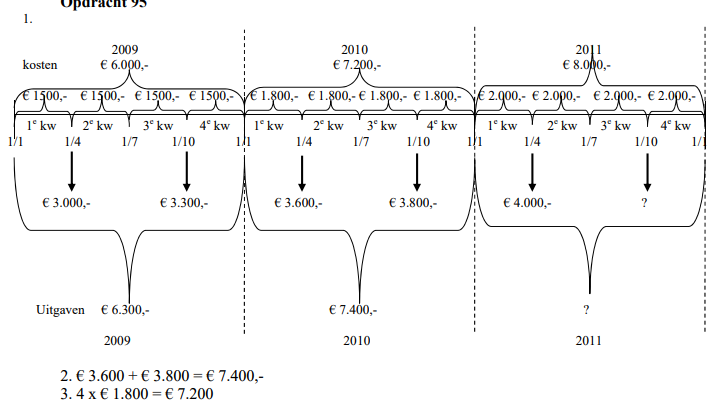 Opdracht 95
1.
2009 2010 2011
kosten € 6.000,- € 7.200,- € 8.000,-
€ 1500,- € 1500,- € 1500,- € 1500,- € 1.800,- € 1.800,- € 1.800,- € 1.800,- € 2.000,- € 2.000,- € 2.000,- € 2.000,-
1e kw 2e kw 3e kw 4e kw 1e kw 2e kw 3e kw 4e kw 1e kw 2e kw 3e kw 4e kw
1/1 1/4 1/7 1/10 1/1 1/4 1/7 1/10 1/1 1/4 1/7 1/10 1/1
€ 3.000,- € 3.300,- € 3.600,- € 3.800,- € 4.000,- ?
Uitgaven € 6.300,- € 7.400,- ?
2009 2010 2011
2. € 3.600 + € 3.800 = € 7.400,-
3. 4 x € 1.800 = € 7.200